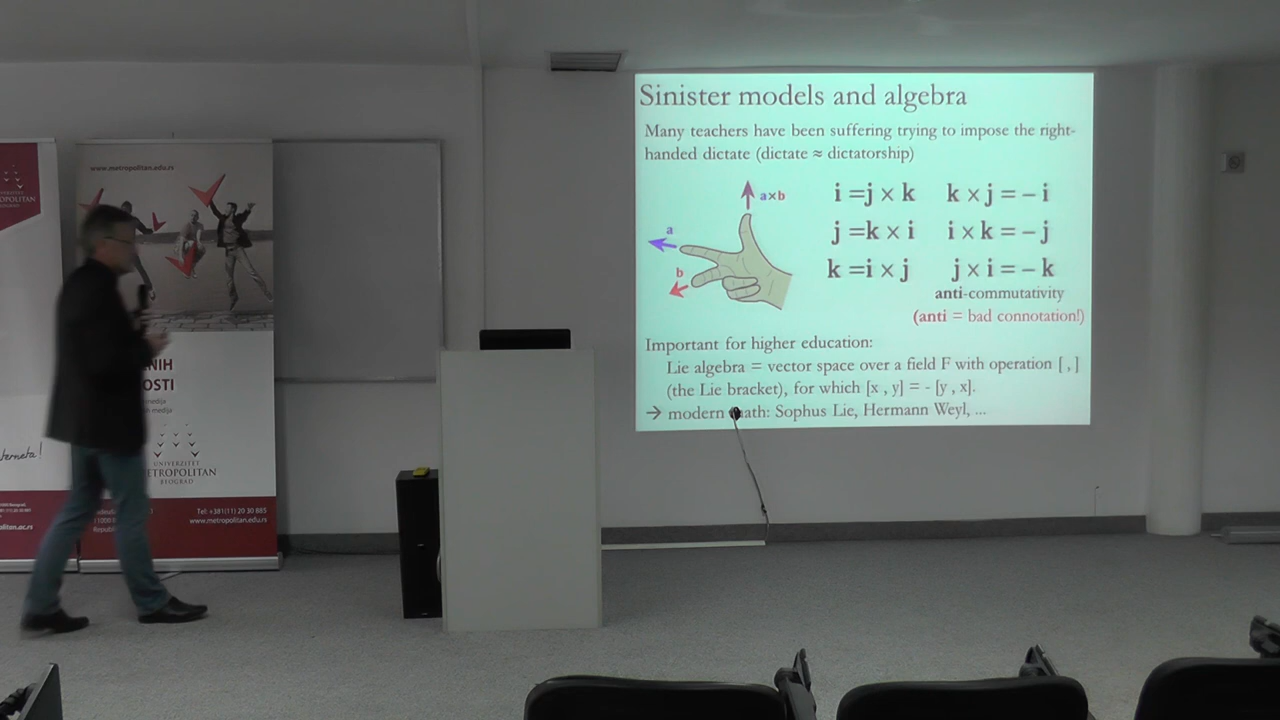 Sinister models and algebra
Many teachers have been suffering trying to impose the right-
handed dictate (dictate ≈ dictatorship)
a×b
a
b
i =j × k k × j = – i
j =k × i i × k = – j
k =i × j j × i = – k
anti-commutativity
(anti = bad connotation!)
Important for higher education:
Lie algebra = vector space over a field F with operation [ , ]
(the Lie bracket), for which [x , y] = - [y , x].
→ modern math: Sophus Lie, Hermann Weyl, ...
www.metropolitan.edu.rs
UNIVERZITET
METROPOLITAN
BEOGRAD
Tel: +381(11) 20 30 885
www.metropolitan.edu.rs